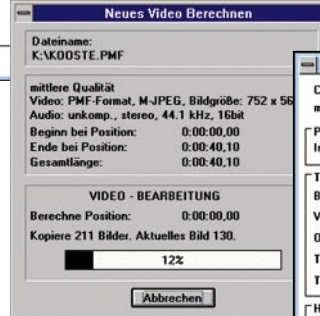 Neues Video Berechnen
Dateiname:
K:\KOOSTE.PMF
mittlere Qualität
Video: PMF-Format, M-JPEG, Bildgröße: 752 x 56
Audio: unkomp., stereo, 44.1 kHz, 16bit
Beginn bei Position: 0:00:00,00
Ende bei Position: 0:00:40,10
Gesamtlänge: 0:00:40,10
VIDEO - BEARBEITUNG
Berechne Position: 0:00:00,00
Kopiere 211 Bilder. Aktuelles Bild 130.
12%
Abbrechen